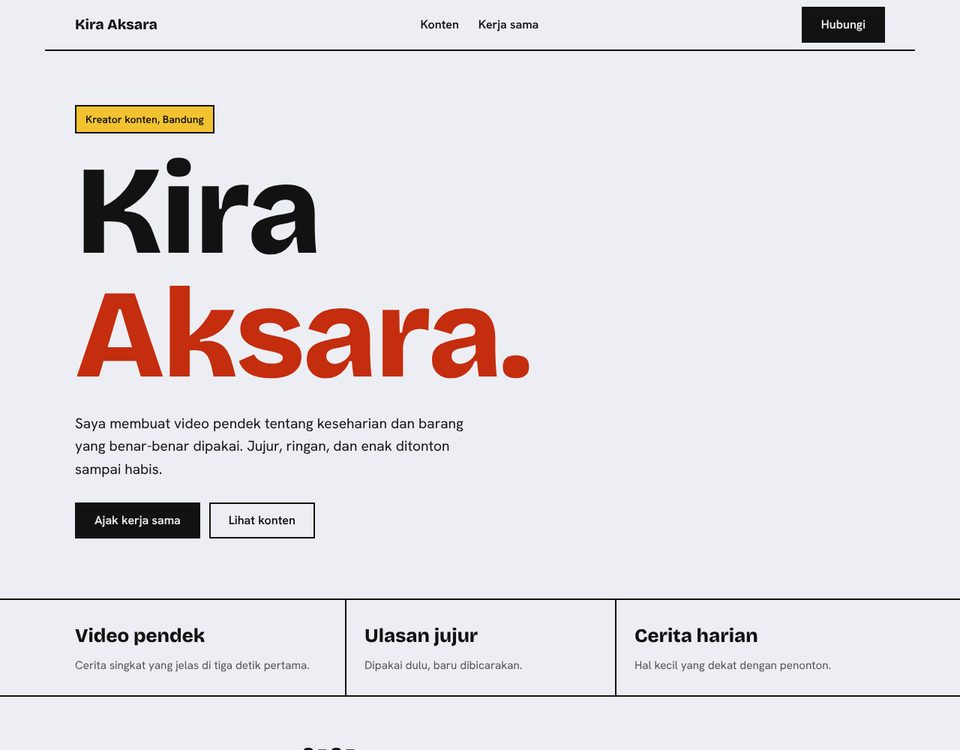 Kira Aksara
Konten
Kerja sama
Hubungi
Kreator konten, Bandung
Kira
Aksara.
Saya membuat video pendek tentang keseharian dan barang
yang benar-benar dipakai. Jujur, ringan, dan enak ditonton
sampai habis.
Ajak kerja sama
Lihat konten
Video pendek
Cerita singkat yang jelas di tiga detik pertama.
Ulasan jujur
Dipakai dulu, baru dibicarakan.
Cerita harian
Hal kecil yang dekat dengan penonton.